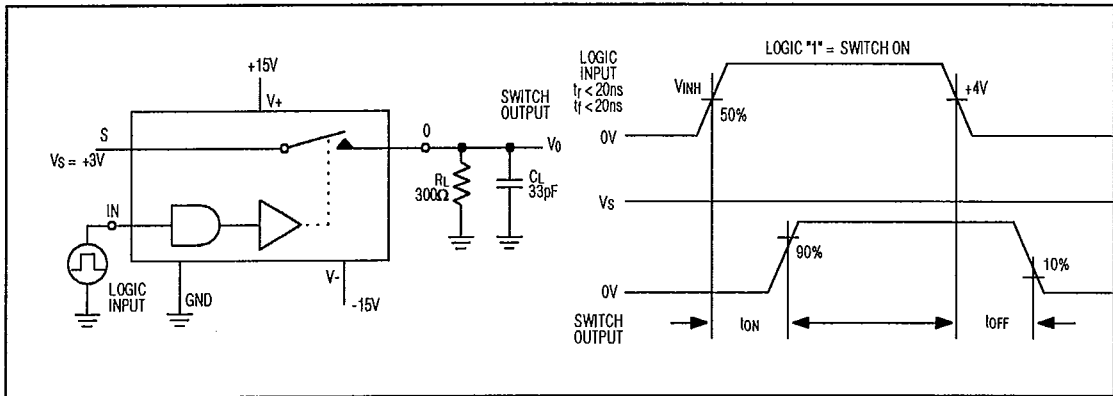 +15V
V+
S
VS = +3V
IN
LOGIC
INPUT
GND
V-
-15V
SWITCH
OUTPUT
0
VO
RL
300Ω
CL
33pF
LOGIC "1" = SWITCH ON
LOGIC
INPUT
tr < 20ns
tf < 20ns
VINH
50%
+4V
0V
VS
90%
10%
0V
SWITCH
OUTPUT
tON
tOFF